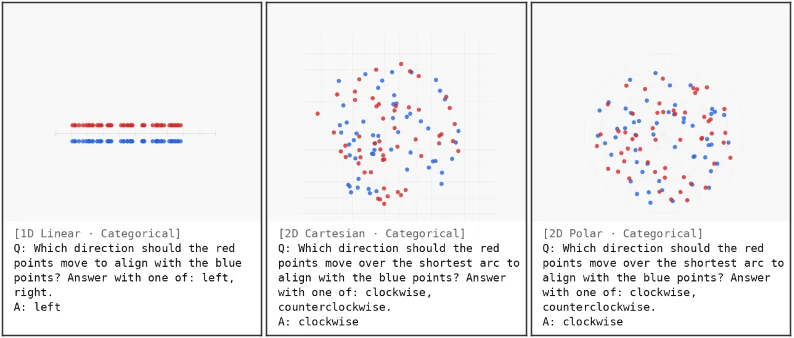 [1D Linear · Categorical]
Q: Which direction should the red
points move to align with the blue
points? Answer with one of: left,
right.
A: left
[2D Cartesian · Categorical]
Q: Which direction should the red
points move over the shortest arc to
align with the blue points? Answer
with one of: clockwise,
counterclockwise.
A: clockwise
[2D Polar · Categorical]
Q: Which direction should the red
points move over the shortest arc to
align with the blue points? Answer
with one of: clockwise,
counterclockwise.
A: clockwise